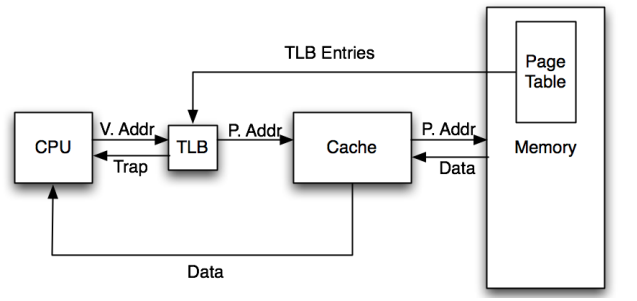 TLB Entries
Page
Table
CPU
V. Addr
Trap
TLB
P. Addr
Cache
P. Addr
Data
Memory
Data